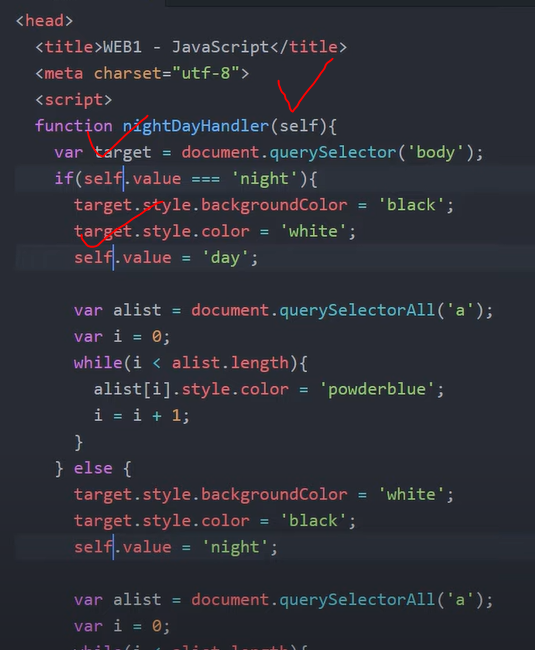 <head>
<title>WEB1 - JavaScript</title>
<meta charset="utf-8">
<script>
function nightDayHandler(self){
var target = document.querySelector('body');
if(self.value === 'night'){
target.style.backgroundColor = 'black';
target.style.color = 'white';
self.value = 'day';
var alist = document.querySelectorAll('a');
var i = 0;
while(i < alist.length){
alist[i].style.color = 'powderblue';
i = i + 1;
}
} else {
target.style.backgroundColor = 'white';
target.style.color = 'black';
self.value = 'night';
var alist = document.querySelectorAll('a');
var i = 0;
while(i < alist.length){